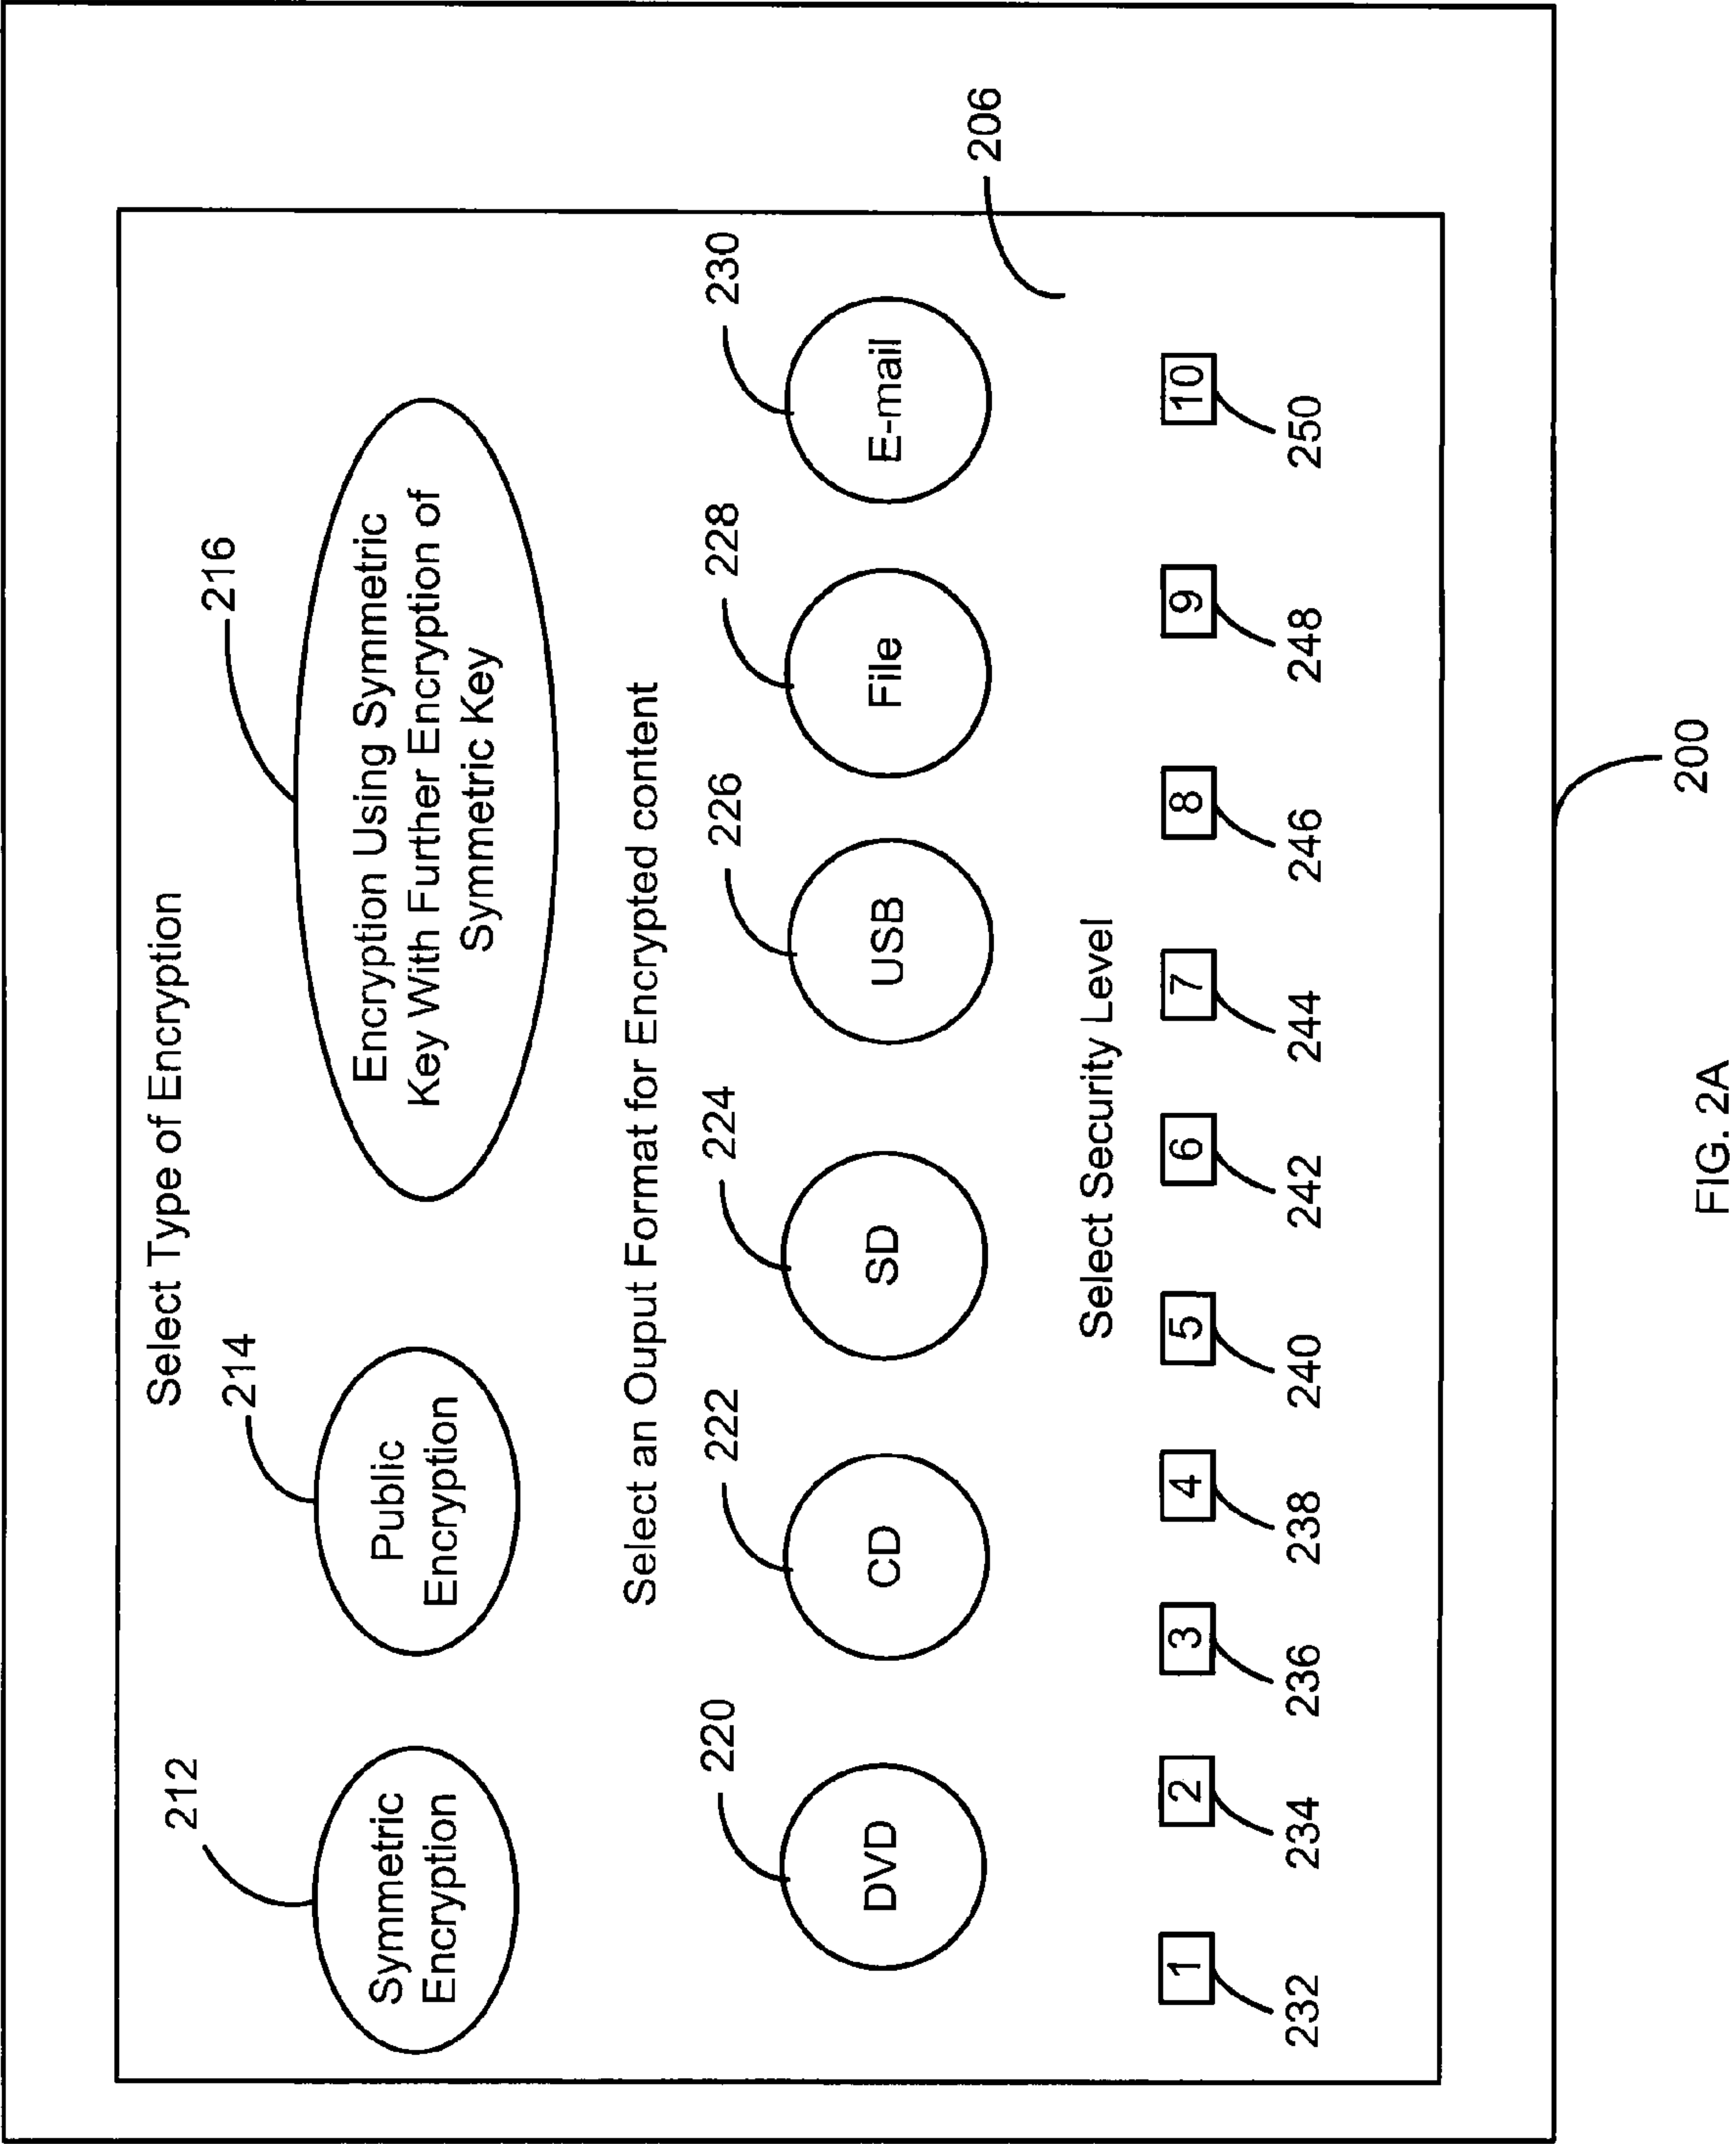 Select Type of Encryption
212
214
216
Symmetric
Encryption
Public
Encryption
Encryption Using Symmetric
Key With Further Encryption of
Symmetric Key
Select an Ouput Format for Encrypted content
220
222
224
226
228
230
DVD
CD
SD
USB
File
E-mail
206
Select Security Level
1
2
3
4
5
6
7
8
9
10
232
234
236
238
240
242
244
246
248
250
200
FIG. 2A